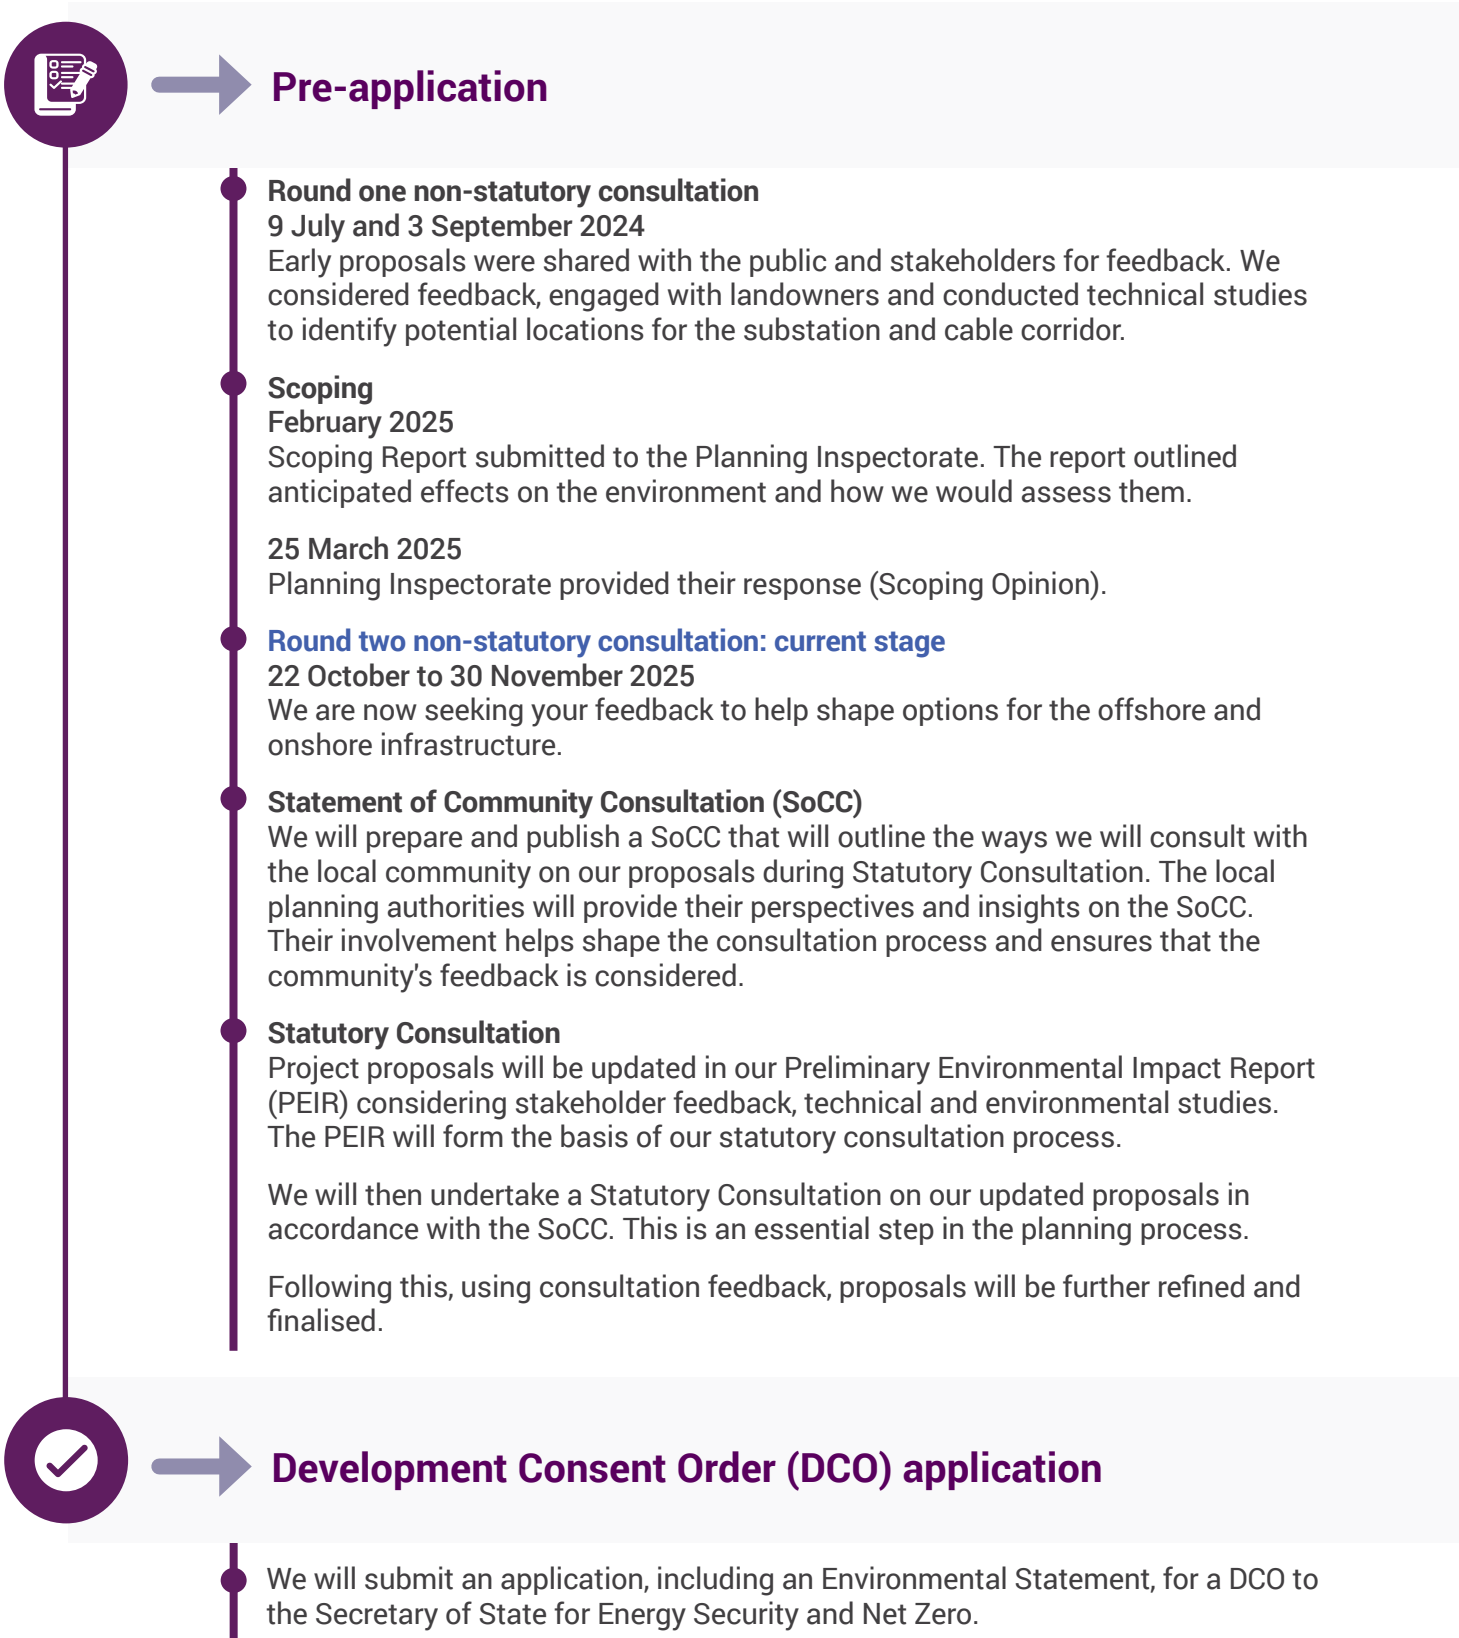 Pre-application
Round one non-statutory consultation
9 July and 3 September 2024
Early proposals were shared with the public and stakeholders for feedback. We
considered feedback, engaged with landowners and conducted technical studies
to identify potential locations for the substation and cable corridor.
Scoping
February 2025
Scoping Report submitted to the Planning Inspectorate. The report outlined
anticipated effects on the environment and how we would assess them.
25 March 2025
Planning Inspectorate provided their response (Scoping Opinion).
Round two non-statutory consultation: current stage
22 October to 30 November 2025
We are now seeking your feedback to help shape options for the offshore and
onshore infrastructure.
Statement of Community Consultation (SoCC)
We will prepare and publish a SoCC that will outline the ways we will consult with
the local community on our proposals during Statutory Consultation. The local
planning authorities will provide their perspectives and insights on the SoCC.
Their involvement helps shape the consultation process and ensures that the
community's feedback is considered.
Statutory Consultation
Project proposals will be updated in our Preliminary Environmental Impact Report
(PEIR) considering stakeholder feedback, technical and environmental studies.
The PEIR will form the basis of our statutory consultation process.
We will then undertake a Statutory Consultation on our updated proposals in
accordance with the SoCC. This is an essential step in the planning process.
Following this, using consultation feedback, proposals will be further refined and
finalised.
Development Consent Order (DCO) application
We will submit an application, including an Environmental Statement, for a DCO to
the Secretary of State for Energy Security and Net Zero.